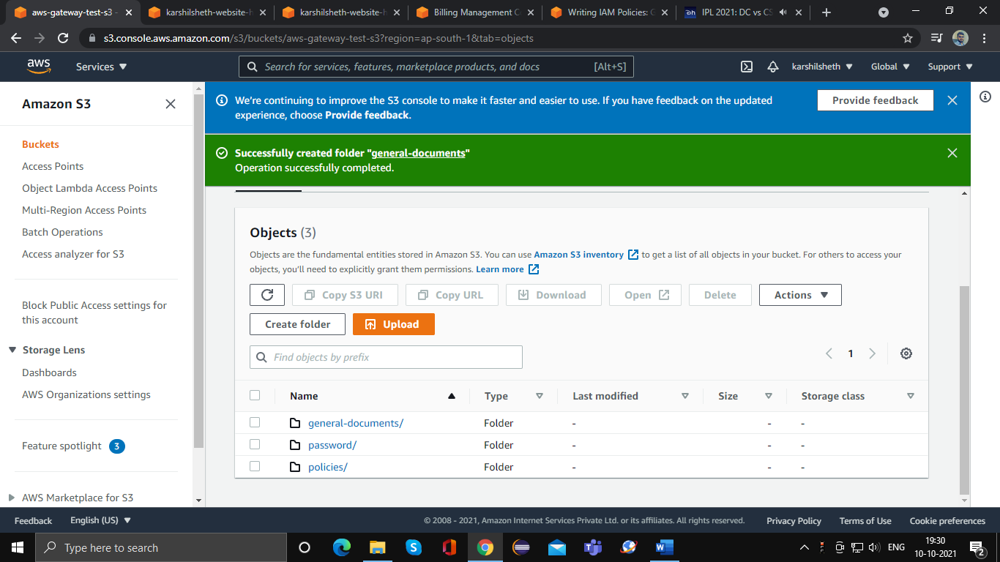 aws-gateway-test-s3 -
karshilsheth-website-h
karshilsheth-website-h
Billing Management C
Writing IAM Policies: G
IPL 2021: DC vs CS
s3.console.aws.amazon.com/s3/buckets/aws-gateway-test-s3?region=ap-south-1&tab=objects
aws
Services
Search for services, features, marketplace products, and docs
[Alt+S]
karshilsheth
Global
Support
Amazon S3
Buckets
Access Points
Object Lambda Access Points
Multi-Region Access Points
Batch Operations
Access analyzer for S3
Block Public Access settings for
this account
Storage Lens
Dashboards
AWS Organizations settings
Feature spotlight 3
AWS Marketplace for S3
We're continuing to improve the S3 console to make it faster and easier to use. If you have feedback on the updated
experience, choose Provide feedback.
Provide feedback
Successfully created folder "general-documents"
Operation successfully completed.
Objects (3)
Objects are the fundamental entities stored in Amazon S3. You can use Amazon S3 inventory to get a list of all objects in your bucket. For others to access your
objects, you'll need to explicitly grant them permissions. Learn more
Copy S3 URI
Copy URL
Download
Open
Delete
Actions
Create folder
Upload
Find objects by prefix
1
Name Type Last modified Size Storage class
general-documents/ Folder - - -
password/ Folder - - -
policies/ Folder - - -
Feedback
English (US)
© 2008 - 2021, Amazon Internet Services Private Ltd. or its affiliates. All rights reserved.
Privacy Policy
Terms of Use
Cookie preferences
Type here to search
ENG
19:30
10-10-2021
2